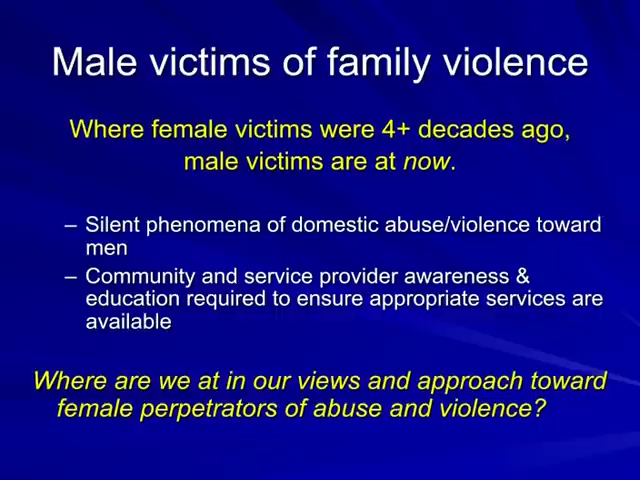 Male victims of family violence
Where female victims were 4+ decades ago,
male victims are at now.
– Silent phenomena of domestic abuse/violence toward
men
– Community and service provider awareness &
education required to ensure appropriate services are
available
Where are we at in our views and approach toward
female perpetrators of abuse and violence?